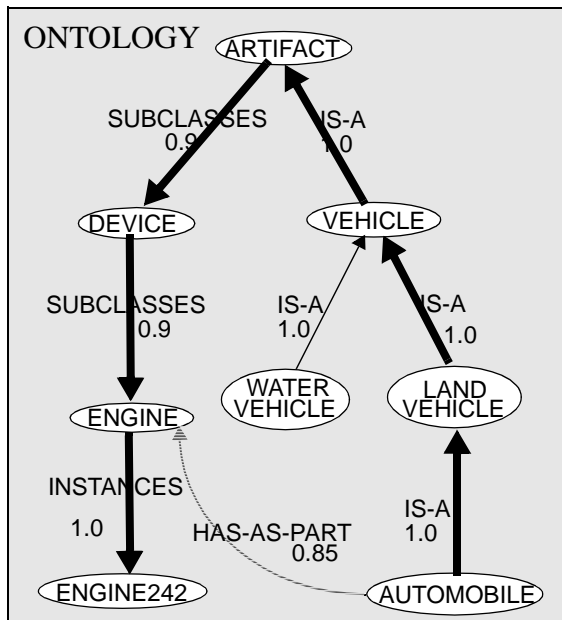 ONTOLOGY
ARTIFACT
SUBCLASSES
0.9
IS-A
1.0
DEVICE
VEHICLE
SUBCLASSES
0.9
IS-A
1.0
IS-A
1.0
WATER
VEHICLE
LAND
VEHICLE
ENGINE
INSTANCES
1.0
HAS-AS-PART
0.85
IS-A
1.0
ENGINE242
AUTOMOBILE